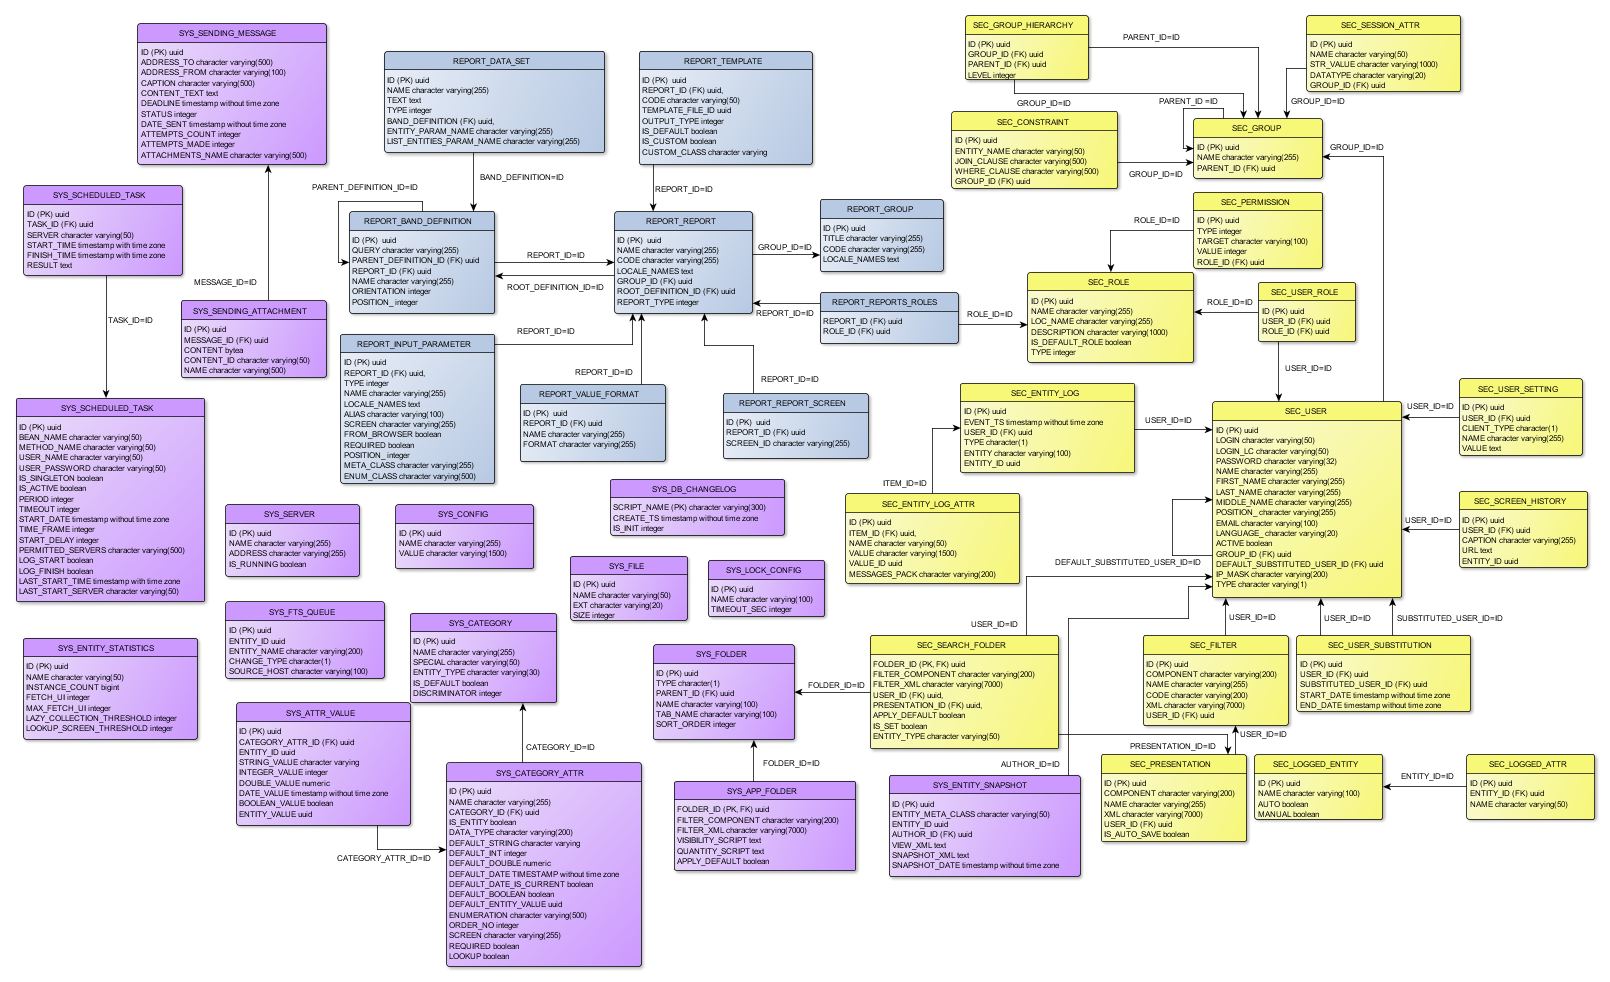 SYS_SENDING_MESSAGE
ID (PK) uuid
ADDRESS_TO character varying(500)
ADDRESS_FROM character varying(100)
CAPTION character varying(500)
CONTENT_TEXT text
DEADLINE timestamp without time zone
STATUS integer
DATE_SENT timestamp without time zone
ATTEMPTS_COUNT integer
ATTEMPTS_MADE integer
ATTACHMENTS_NAME character varying(500)
REPORT_DATA_SET
ID (PK) uuid
NAME character varying(255)
TEXT text
TYPE integer
BAND_DEFINITION (FK) uuid,
ENTITY_PARAM_NAME character varying(255)
LIST_ENTITIES_PARAM_NAME character varying(255)
REPORT_TEMPLATE
ID (PK)  uuid
REPORT_ID (FK) uuid,
CODE character varying(50)
TEMPLATE_FILE_ID uuid
OUTPUT_TYPE integer
IS_DEFAULT boolean
IS_CUSTOM boolean
CUSTOM_CLASS character varying
SEC_GROUP_HIERARCHY
ID (PK) uuid
GROUP_ID (FK) uuid
PARENT_ID (FK) uuid
LEVEL integer
PARENT_ID=ID
SEC_SESSION_ATTR
ID (PK) uuid
NAME character varying(50)
STR_VALUE character varying(1000)
DATATYPE character varying(20)
GROUP_ID (FK) uuid
GROUP_ID=ID
PARENT_ID =ID
GROUP_ID=ID
SEC_CONSTRAINT
ID (PK) uuid
ENTITY_NAME character varying(50)
JOIN_CLAUSE character varying(500)
WHERE_CLAUSE character varying(500)
GROUP_ID (FK) uuid
GROUP_ID=ID
SEC_GROUP
ID (PK) uuid
NAME character varying(255)
PARENT_ID (FK) uuid
GROUP_ID=ID
SYS_SCHEDULED_TASK
ID (PK) uuid
TASK_ID (FK) uuid
SERVER character varying(50)
START_TIME timestamp with time zone
FINISH_TIME timestamp with time zone
RESULT text
PARENT_DEFINITION_ID=ID
BAND_DEFINITION=ID
REPORT_ID=ID
MESSAGE_ID=ID
TASK_ID=ID
REPORT_BAND_DEFINITION
ID (PK)  uuid
QUERY character varying(255)
PARENT_DEFINITION_ID (FK) uuid
REPORT_ID (FK) uuid
NAME character varying(255)
ORIENTATION integer
POSITION_ integer
REPORT_ID=ID
ROOT_DEFINITION_ID=ID
REPORT_REPORT
ID (PK)  uuid
NAME character varying(255)
CODE character varying(255)
LOCALE_NAMES text
GROUP_ID (FK) uuid
ROOT_DEFINITION_ID (FK) uuid
REPORT_TYPE integer
GROUP_ID=ID
REPORT_GROUP
ID (PK) uuid
TITLE character varying(255)
CODE character varying(255)
LOCALE_NAMES text
REPORT_ID=ID
REPORT_REPORTS_ROLES
REPORT_ID (FK) uuid
ROLE_ID (FK) uuid
ROLE_ID=ID
ROLE_ID=ID
SEC_PERMISSION
ID (PK) uuid
TYPE integer
TARGET character varying(100)
VALUE integer
ROLE_ID (FK) uuid
SEC_ROLE
ID (PK) uuid
NAME character varying(255)
LOC_NAME character varying(255)
DESCRIPTION character varying(1000)
IS_DEFAULT_ROLE boolean
TYPE integer
ROLE_ID=ID
SEC_USER_ROLE
ID (PK) uuid
USER_ID (FK) uuid
ROLE_ID (FK) uuid
USER_ID=ID
SYS_SENDING_ATTACHMENT
ID (PK) uuid
MESSAGE_ID (FK) uuid
CONTENT bytea
CONTENT_ID character varying(50)
NAME character varying(500)
REPORT_INPUT_PARAMETER
ID (PK) uuid
REPORT_ID (FK) uuid,
TYPE integer
NAME character varying(255)
LOCALE_NAMES text
ALIAS character varying(100)
SCREEN character varying(255)
FROM_BROWSER boolean
REQUIRED boolean
POSITION_ integer
META_CLASS character varying(255)
ENUM_CLASS character varying(500)
REPORT_ID=ID
REPORT_ID=ID
REPORT_ID=ID
REPORT_VALUE_FORMAT
ID (PK)  uuid
REPORT_ID (FK) uuid
NAME character varying(255)
FORMAT character varying(255)
REPORT_REPORT_SCREEN
ID (PK)  uuid
REPORT_ID (FK) uuid
SCREEN_ID character varying(255)
SEC_ENTITY_LOG
ID (PK) uuid
EVENT_TS timestamp without time zone
USER_ID (FK) uuid
TYPE character(1)
ENTITY character varying(100)
ENTITY_ID uuid
USER_ID=ID
ITEM_ID=ID
SEC_USER
ID (PK) uuid
LOGIN character varying(50)
LOGIN_LC character varying(50)
PASSWORD character varying(32)
NAME character varying(255)
FIRST_NAME character varying(255)
LAST_NAME character varying(255)
MIDDLE_NAME character varying(255)
POSITION_ character varying(255)
EMAIL character varying(100)
LANGUAGE_ character varying(20)
ACTIVE boolean
GROUP_ID (FK) uuid
DEFAULT_SUBSTITUTED_USER_ID (FK) uuid
IP_MASK character varying(200)
TYPE character varying(1)
USER_ID=ID
SEC_USER_SETTING
ID (PK) uuid
USER_ID (FK) uuid
CLIENT_TYPE character(1)
NAME character varying(255)
VALUE text
USER_ID=ID
SEC_SCREEN_HISTORY
ID (PK) uuid
USER_ID (FK) uuid
CAPTION character varying(255)
URL text
ENTITY_ID uuid
SYS_SCHEDULED_TASK
ID (PK) uuid
BEAN_NAME character varying(50)
METHOD_NAME character varying(50)
USER_NAME character varying(50)
USER_PASSWORD character varying(50)
IS_SINGLETON boolean
IS_ACTIVE boolean
PERIOD integer
TIMEOUT integer
START_DATE timestamp without time zone
TIME_FRAME integer
START_DELAY integer
PERMITTED_SERVERS character varying(500)
LOG_START boolean
LOG_FINISH boolean
LAST_START_TIME timestamp with time zone
LAST_START_SERVER character varying(50)
SYS_SERVER
ID (PK) uuid
NAME character varying(255)
ADDRESS character varying(255)
IS_RUNNING boolean
SYS_CONFIG
ID (PK) uuid
NAME character varying(255)
VALUE character varying(1500)
SYS_DB_CHANGELOG
SCRIPT_NAME (PK) character varying(300)
CREATE_TS timestamp without time zone
IS_INIT integer
SEC_ENTITY_LOG_ATTR
ID (PK) uuid
ITEM_ID (FK) uuid,
NAME character varying(50)
VALUE character varying(1500)
VALUE_ID uuid
MESSAGES_PACK character varying(200)
DEFAULT_SUBSTITUTED_USER_ID=ID
SYS_FILE
ID (PK) uuid
NAME character varying(50)
EXT character varying(20)
SIZE integer
SYS_LOCK_CONFIG
ID (PK) uuid
NAME character varying(100)
TIMEOUT_SEC integer
SYS_FTS_QUEUE
ID (PK) uuid
ENTITY_ID uuid
ENTITY_NAME character varying(200)
CHANGE_TYPE character(1)
SOURCE_HOST character varying(100)
SYS_CATEGORY
ID (PK) uuid
NAME character varying(255)
SPECIAL character varying(50)
ENTITY_TYPE character varying(30)
IS_DEFAULT boolean
DISCRIMINATOR integer
SYS_ENTITY_STATISTICS
ID (PK) uuid
NAME character varying(50)
INSTANCE_COUNT bigint
FETCH_UI integer
MAX_FETCH_UI integer
LAZY_COLLECTION_THRESHOLD integer
LOOKUP_SCREEN_THRESHOLD integer
SYS_FOLDER
ID (PK) uuid
TYPE character(1)
PARENT_ID (FK) uuid
NAME character varying(100)
TAB_NAME character varying(100)
SORT_ORDER integer
FOLDER_ID=ID
USER_ID=ID
SEC_SEARCH_FOLDER
FOLDER_ID (PK, FK) uuid
FILTER_COMPONENT character varying(200)
FILTER_XML character varying(7000)
USER_ID (FK) uuid,
PRESENTATION_ID (FK) uuid,
APPLY_DEFAULT boolean
IS_SET boolean
ENTITY_TYPE character varying(50)
USER_ID=ID
USER_ID=ID
SUBSTITUTED_USER_ID=ID
SEC_FILTER
ID (PK) uuid
COMPONENT character varying(200)
NAME character varying(255)
CODE character varying(200)
XML character varying(7000)
USER_ID (FK) uuid
SEC_USER_SUBSTITUTION
ID (PK) uuid
USER_ID (FK) uuid
SUBSTITUTED_USER_ID (FK) uuid
START_DATE timestamp without time zone
END_DATE timestamp without time zone
SYS_ATTR_VALUE
ID (PK) uuid
CATEGORY_ATTR_ID (FK) uuid
ENTITY_ID uuid
STRING_VALUE character varying
INTEGER_VALUE integer
DOUBLE_VALUE numeric
DATE_VALUE timestamp without time zone
BOOLEAN_VALUE boolean
ENTITY_VALUE uuid
CATEGORY_ID=ID
CATEGORY_ATTR_ID=ID
SYS_CATEGORY_ATTR
ID (PK) uuid
NAME character varying(255)
CATEGORY_ID (FK) uuid
IS_ENTITY boolean
DATA_TYPE character varying(200)
DEFAULT_STRING character varying
DEFAULT_INT integer
DEFAULT_DOUBLE numeric
DEFAULT_DATE TIMESTAMP without time zone
DEFAULT_DATE_IS_CURRENT boolean
DEFAULT_BOOLEAN boolean
DEFAULT_ENTITY_VALUE uuid
ENUMERATION character varying(500)
ORDER_NO integer
SCREEN character varying(255)
REQUIRED boolean
LOOKUP boolean
FOLDER_ID=ID
SYS_APP_FOLDER
FOLDER_ID (PK, FK) uuid
FILTER_COMPONENT character varying(200)
FILTER_XML character varying(7000)
VISIBILITY_SCRIPT text
QUANTITY_SCRIPT text
APPLY_DEFAULT boolean
AUTHOR_ID=ID
SYS_ENTITY_SNAPSHOT
ID (PK) uuid
ENTITY_META_CLASS character varying(50)
ENTITY_ID uuid
AUTHOR_ID (FK) uuid
VIEW_XML text
SNAPSHOT_XML text
SNAPSHOT_DATE timestamp without time zone
PRESENTATION_ID=ID
USER_ID=ID
SEC_PRESENTATION
ID (PK) uuid
COMPONENT character varying(200)
NAME character varying(255)
XML character varying(7000)
USER_ID (FK) uuid
IS_AUTO_SAVE boolean
SEC_LOGGED_ENTITY
ID (PK) uuid
NAME character varying(100)
AUTO boolean
MANUAL boolean
ENTITY_ID=ID
SEC_LOGGED_ATTR
ID (PK) uuid
ENTITY_ID (FK) uuid
NAME character varying(50)